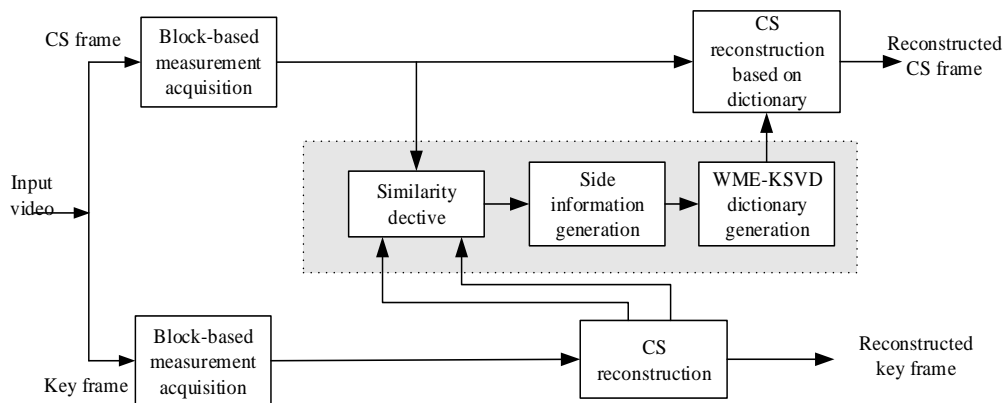 CS frame
Block-based
measurement
acquisition
CS
reconstruction
based on
dictionary
Reconstructed
CS frame
Input
video
Similarity
dective
Side
information
generation
WME-KSVD
dictionary
generation
Key frame
Block-based
measurement
acquisition
CS
reconstruction
Reconstructed
key frame